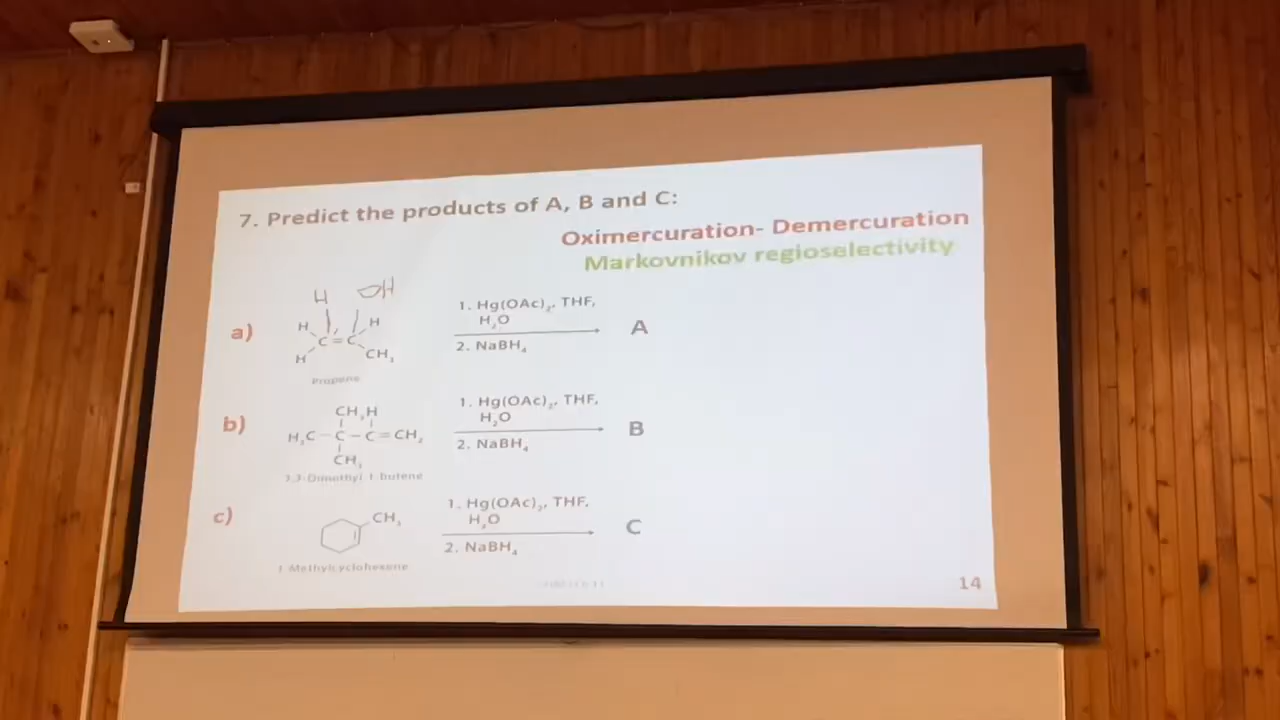 7. Predict the products of A, B and C:
Oximercuration- Demercuration
Markovnikov regioselectivity
H OH
a)
H H
C = C
H CH₃
Propene
1. Hg(OAc)₂, THF,
H₂O
2. NaBH₄
A
b)
CH₃H
H₃C – C – C = CH₂
CH₃
3,3-Dimethyl 1 butene
1. Hg(OAc)₂, THF,
H₂O
2. NaBH₄
B
c)
CH₃
1 Methylcyclohexene
1. Hg(OAc)₂, THF,
H₂O
2. NaBH₄
C
14